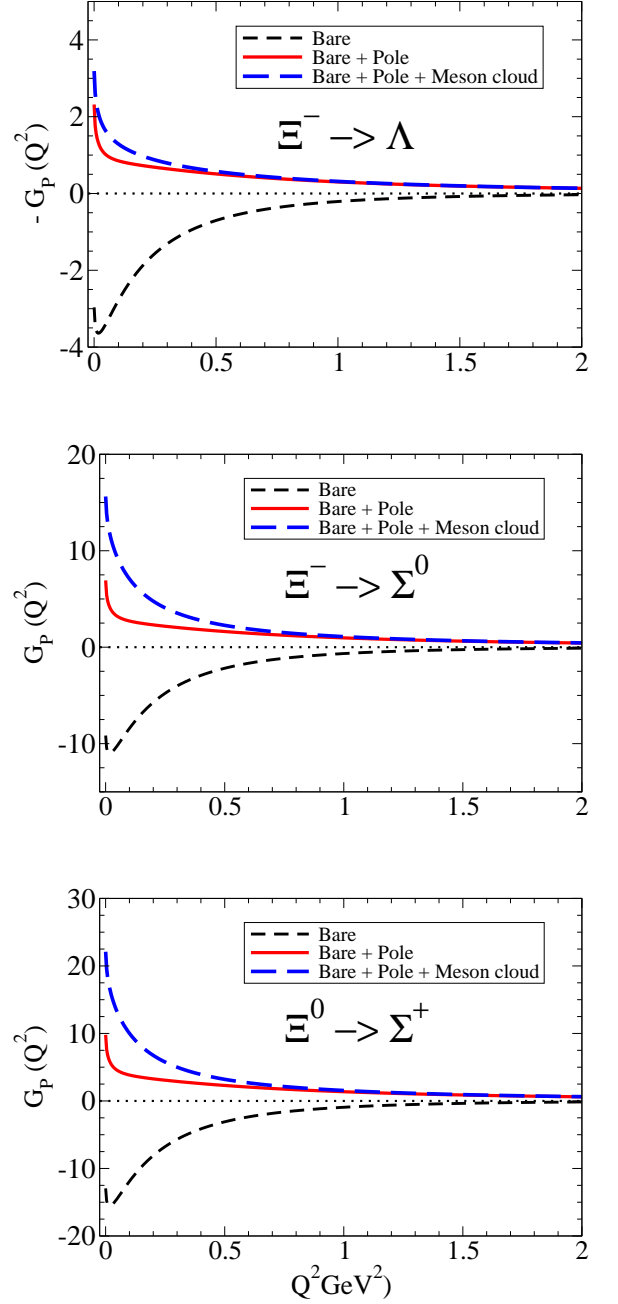 4
2
0
-2
-4
- G_P (Q^2)
Bare
Bare + Pole
Bare + Pole + Meson cloud
Ξ^- –> Λ
0 0.5 1 1.5 2
20
10
0
-10
G_P (Q^2)
Bare
Bare + Pole
Bare + Pole + Meson cloud
Ξ^- –> Σ^0
0 0.5 1 1.5 2
30
20
10
0
-10
-20
G_P (Q^2)
Bare
Bare + Pole
Bare + Pole + Meson cloud
Ξ^0 –> Σ^+
0 0.5 1 1.5 2
Q^2GeV^2)